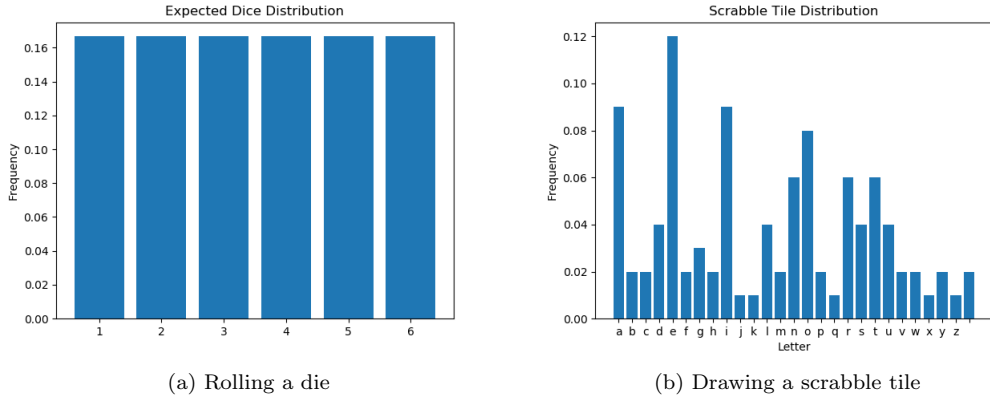 Expected Dice Distribution
Frequency
0.16
0.14
0.12
0.10
0.08
0.06
0.04
0.02
0.00
1 2 3 4 5 6
(a) Rolling a die
Scrabble Tile Distribution
Frequency
0.12
0.10
0.08
0.06
0.04
0.02
0.00
a b c d e f g h i j k l m n o p q r s t u v w x y z
Letter
(b) Drawing a scrabble tile